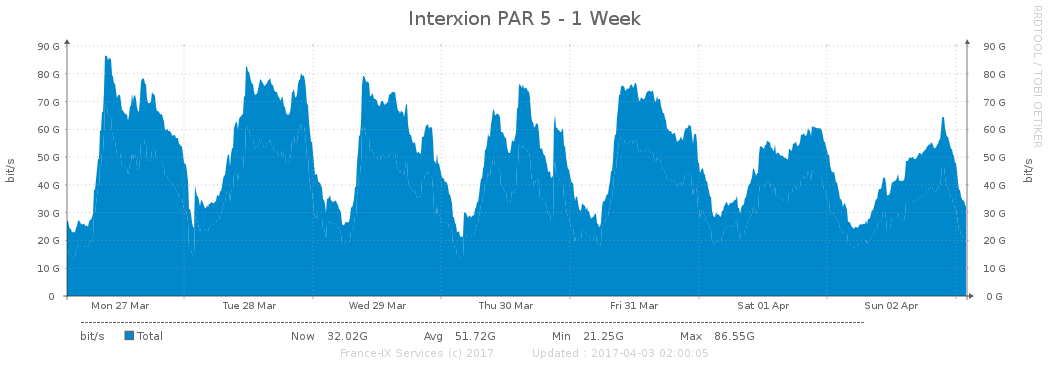 Interxion PAR 5 - 1 Week
RRDTOOL / TOBI OETIKER
bit/s
90 G
80 G
70 G
60 G
50 G
40 G
30 G
20 G
10 G
0
90 G
80 G
70 G
60 G
50 G
40 G
30 G
20 G
10 G
0 G
bit/s
Mon 27 Mar Tue 28 Mar Wed 29 Mar Thu 30 Mar Fri 31 Mar Sat 01 Apr Sun 02 Apr
bit/s Total Now 32.02G Avg 51.72G Min 21.25G Max 86.55G
France-IX Services (c) 2017 Updated : 2017-04-03 02:00:05